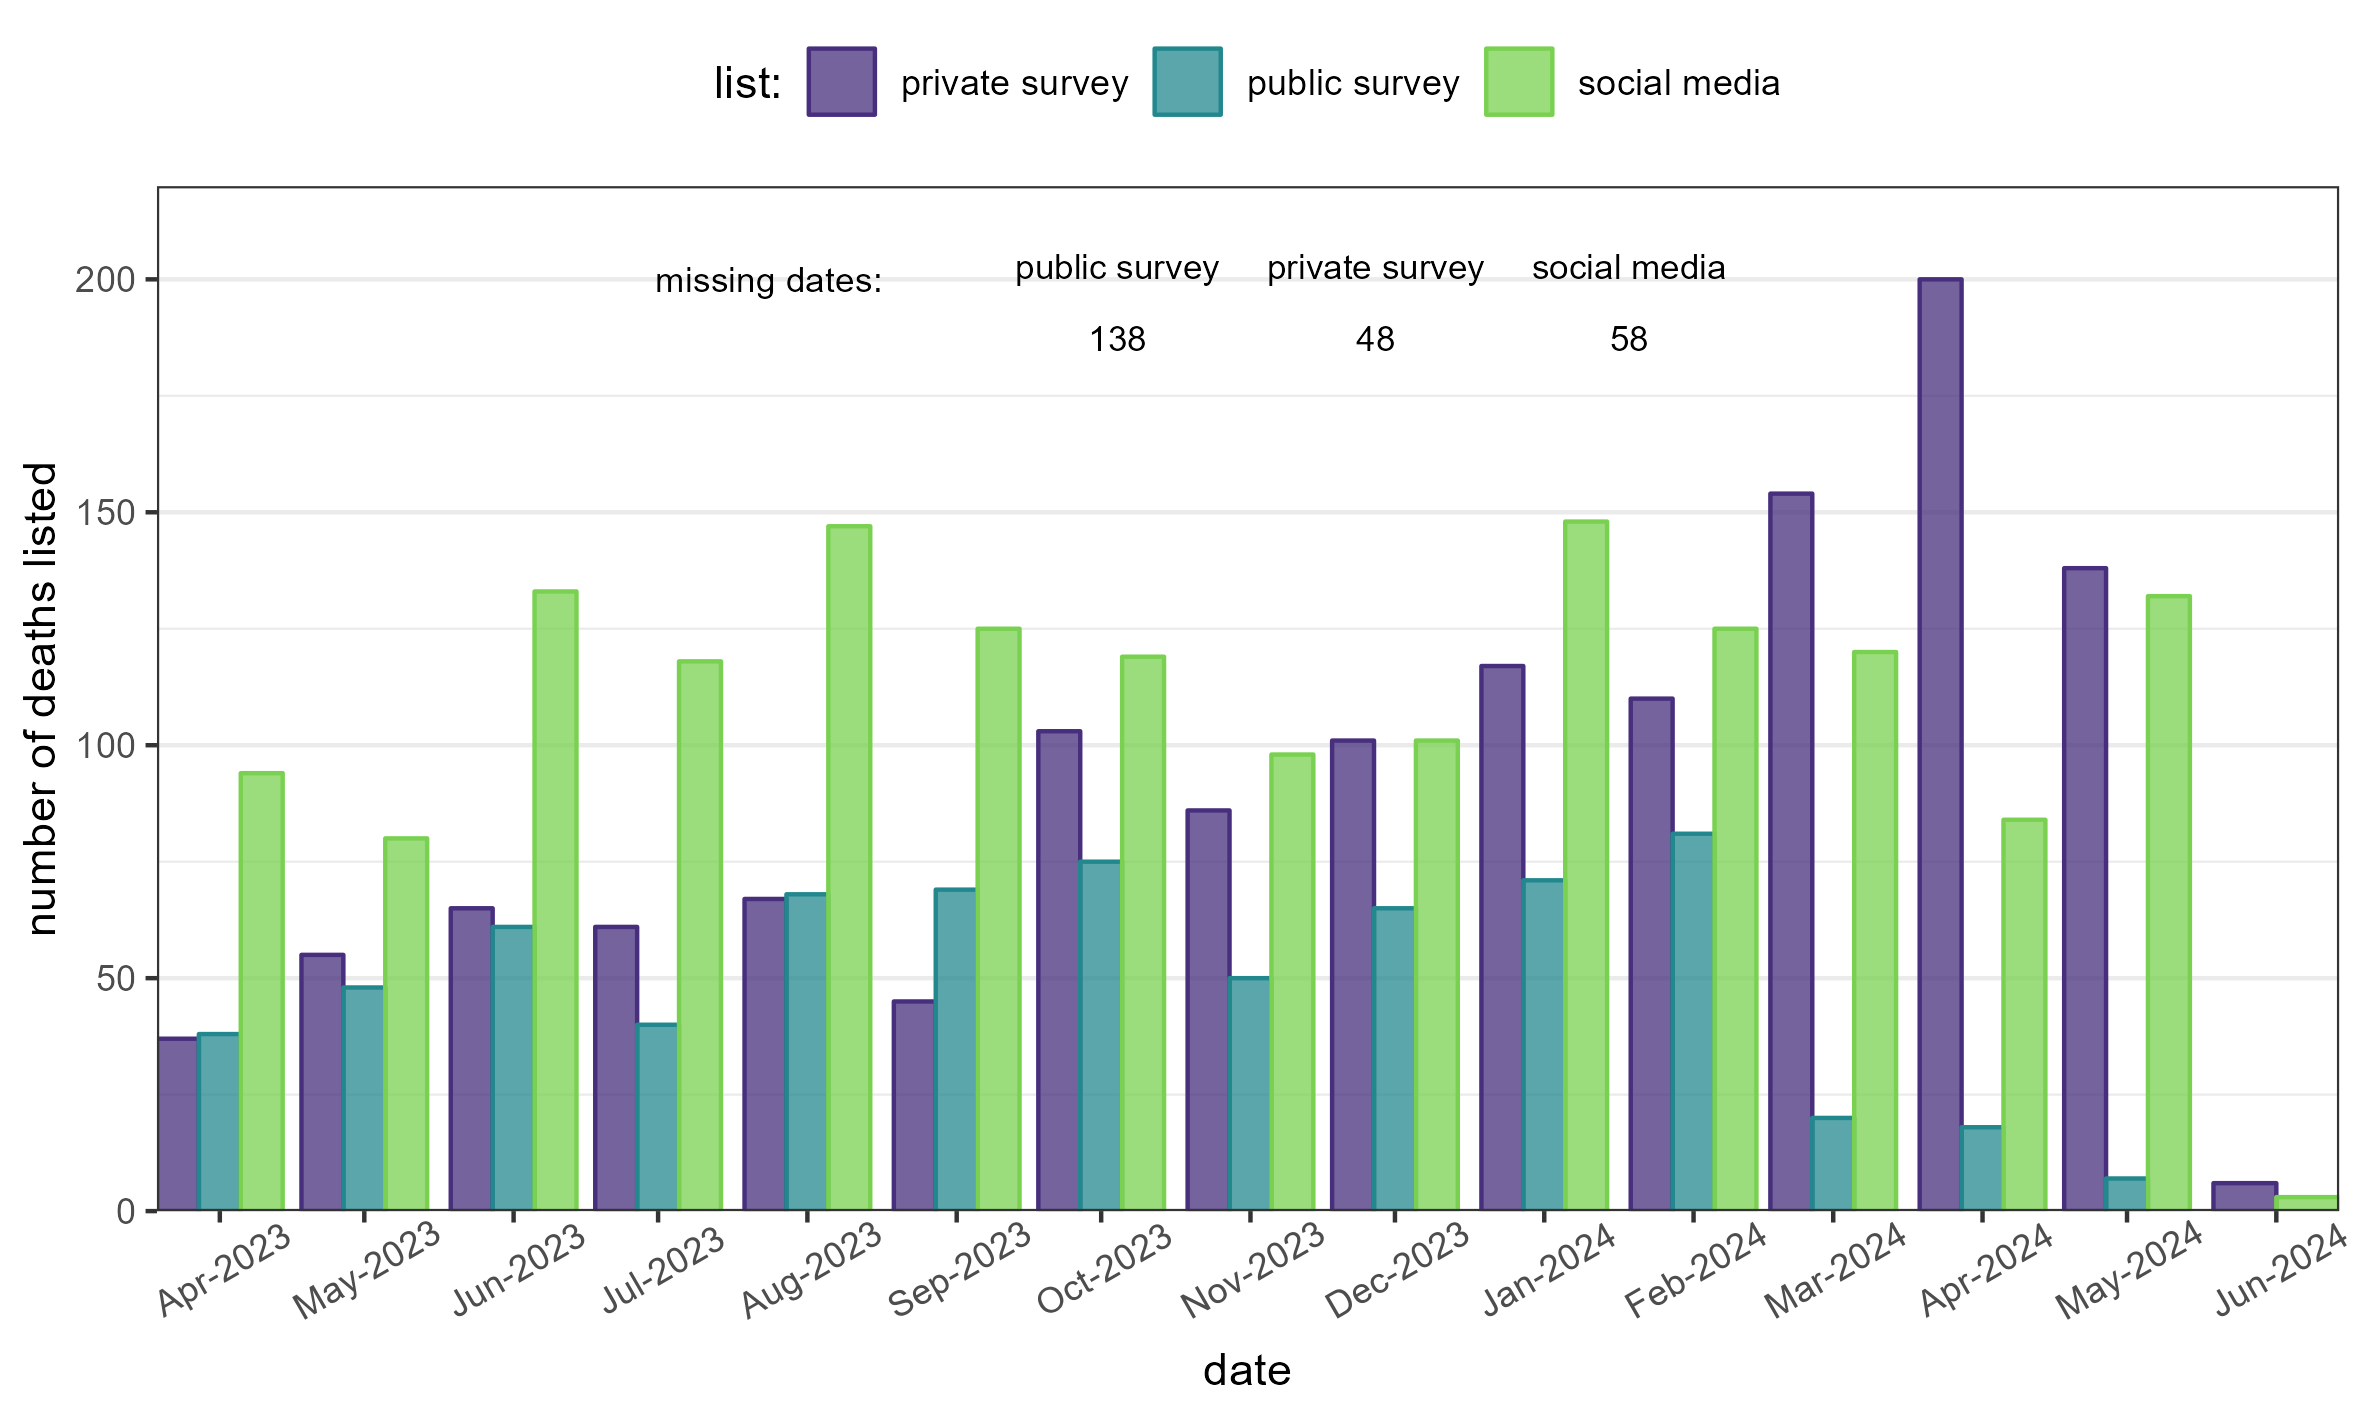 list: private survey public survey social media
missing dates: public survey private survey social media
138 48 58
number of deaths listed
200
150
100
50
0
Apr-2023 May-2023 Jun-2023 Jul-2023 Aug-2023 Sep-2023 Oct-2023 Nov-2023 Dec-2023 Jan-2024 Feb-2024 Mar-2024 Apr-2024 May-2024 Jun-2024
date